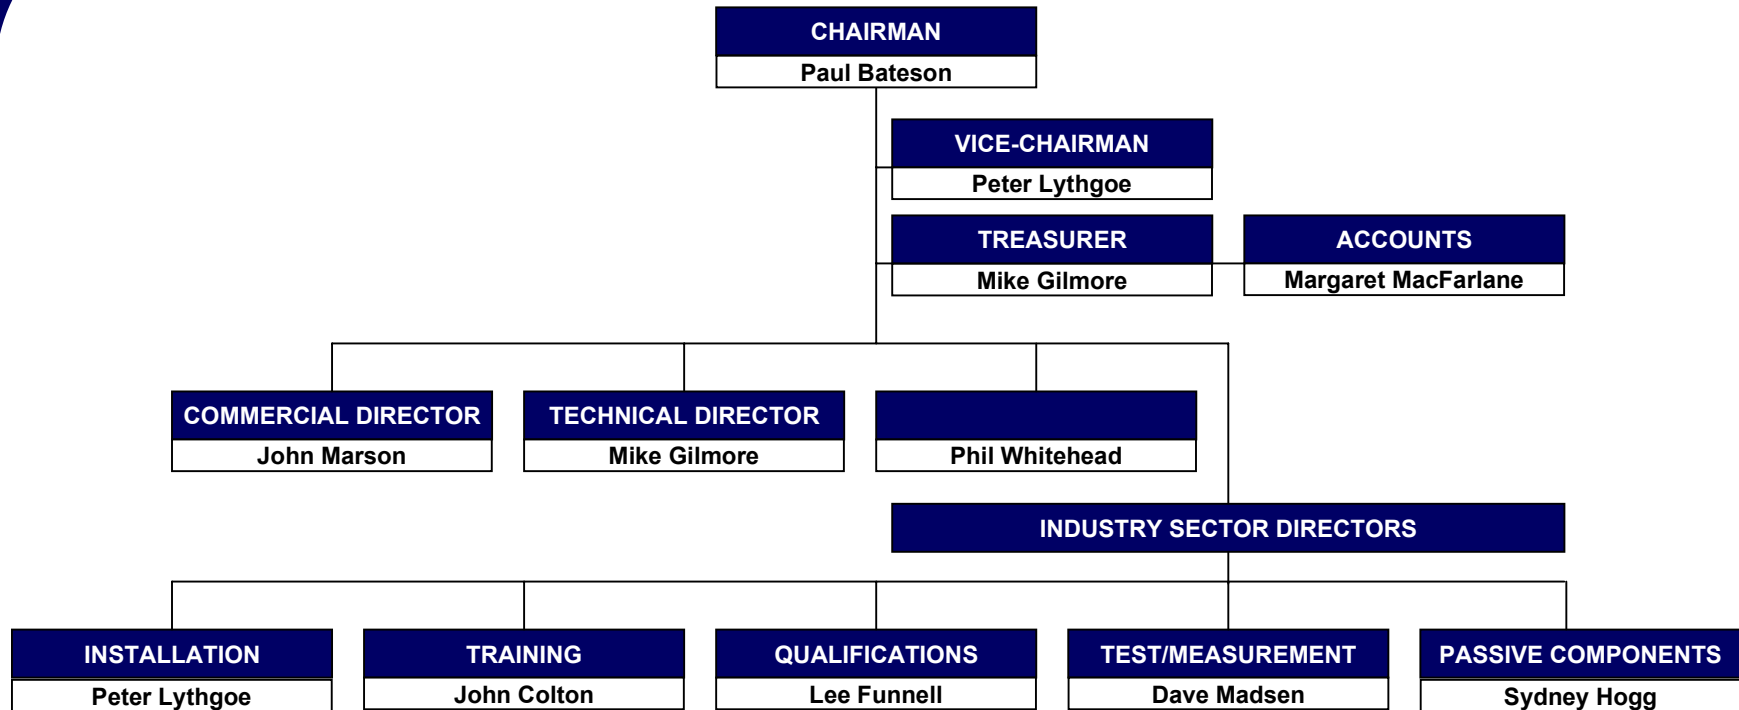 CHAIRMAN
Paul Bateson
VICE-CHAIRMAN
Peter Lythgoe
TREASURER
Mike Gilmore
ACCOUNTS
Margaret MacFarlane
COMMERCIAL DIRECTOR
John Marson
TECHNICAL DIRECTOR
Mike Gilmore
Phil Whitehead
INDUSTRY SECTOR DIRECTORS
INSTALLATION
Peter Lythgoe
TRAINING
John Colton
QUALIFICATIONS
Lee Funnell
TEST/MEASUREMENT
Dave Madsen
PASSIVE COMPONENTS
Sydney Hogg